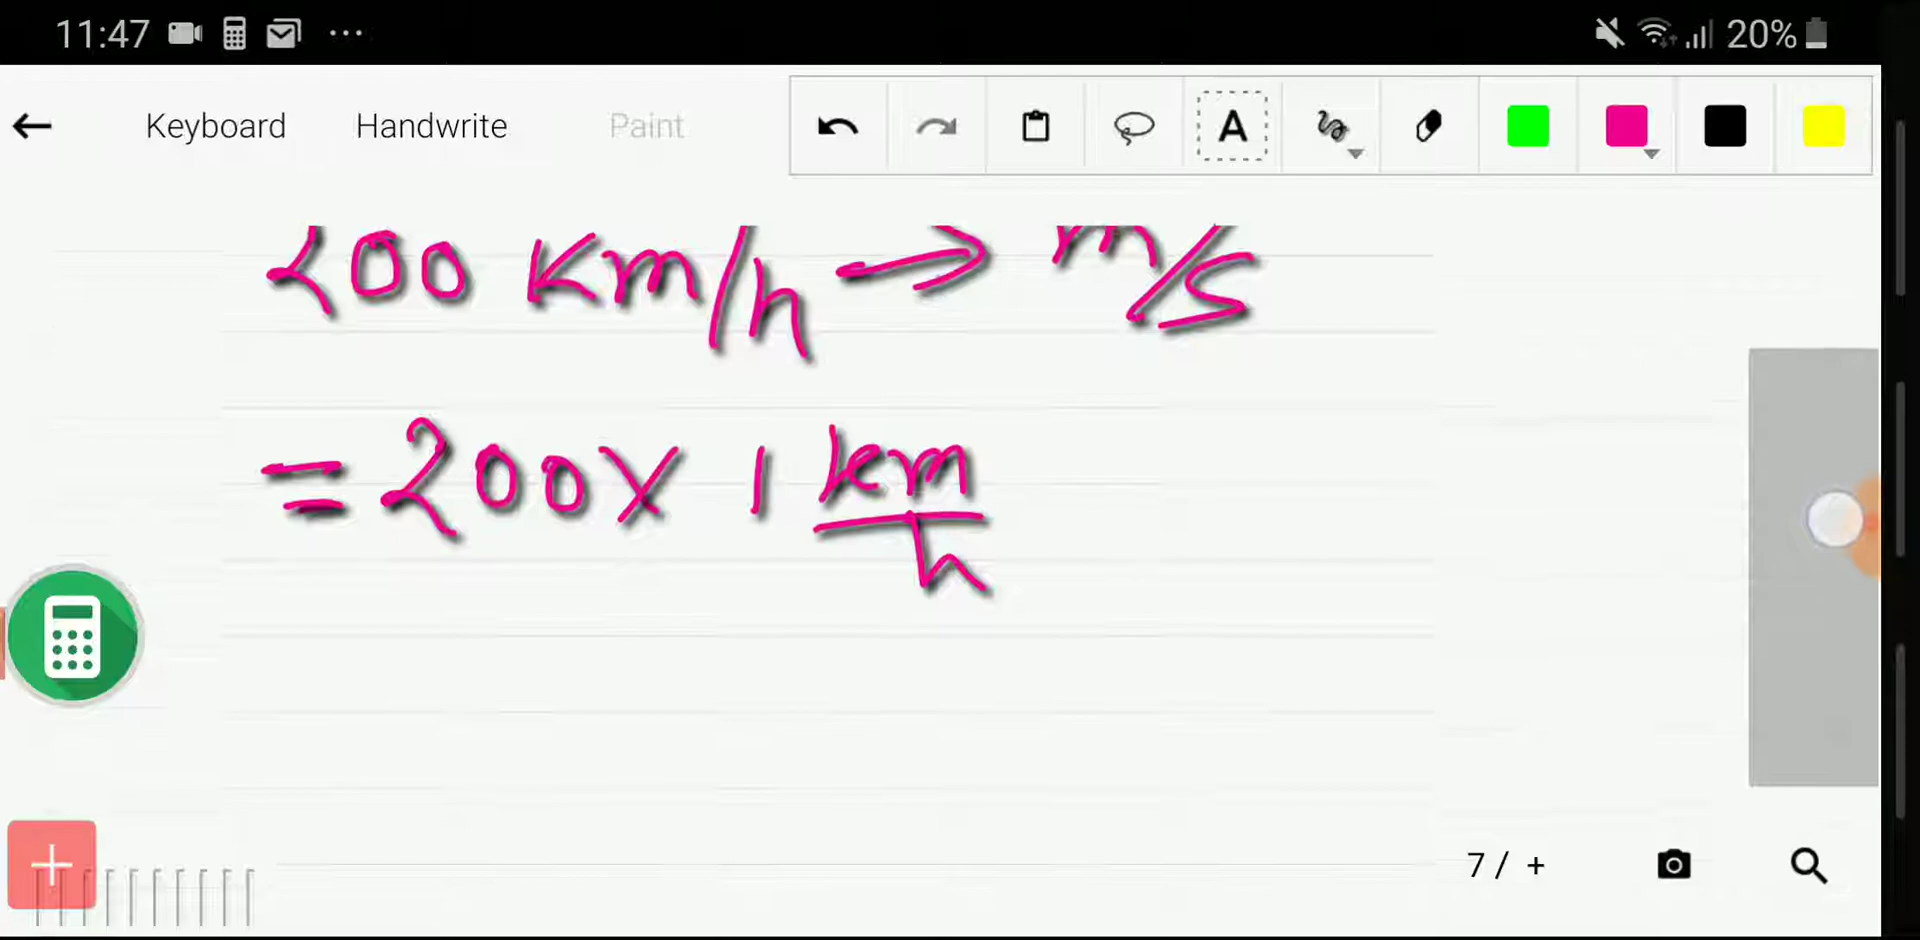 11:47 20%
Keyboard Handwrite Paint A
200 Km/h → m/s
= 200 x 1 km/h
7 / +